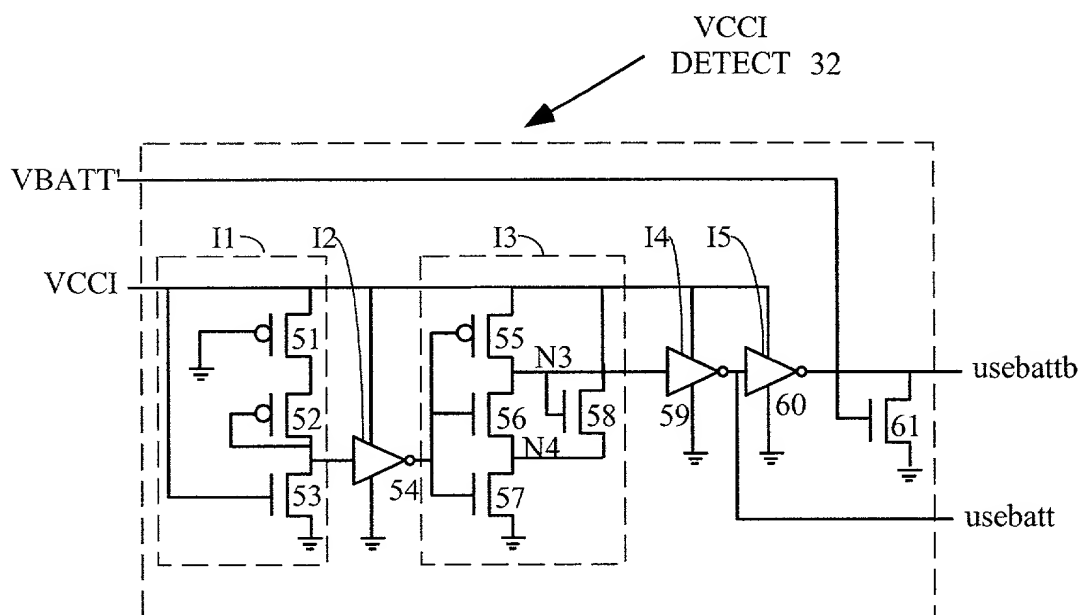 VCCI
DETECT 32
VBATT'
I1
I2
I3
I4
I5
VCCI
51
55
N3
usebattb
52
56
58
59
60
61
N4
53
54
57
usebatt